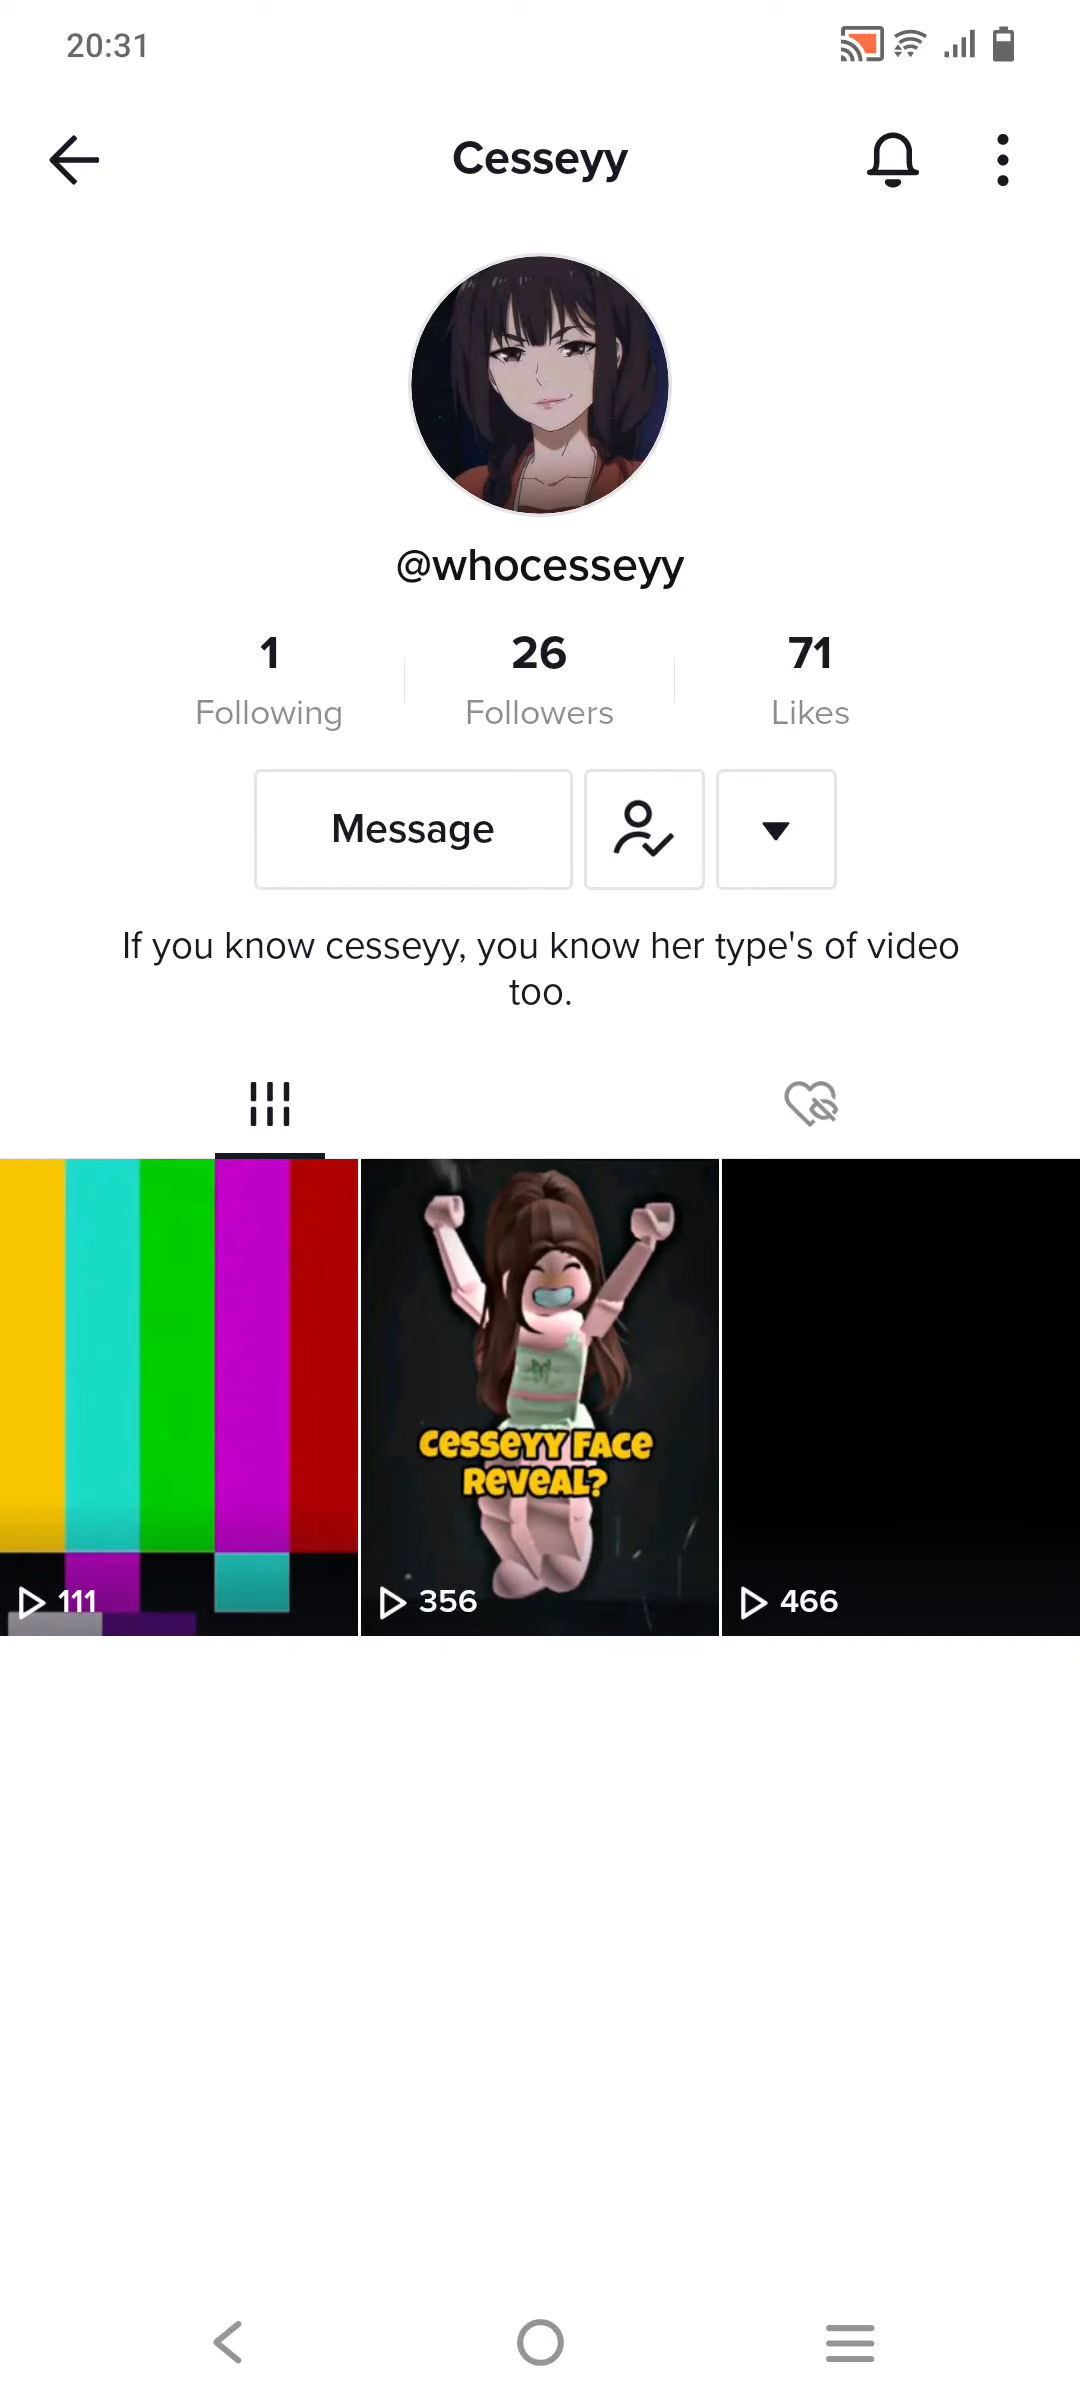 20:31
Cesseyy
@whocesseyy
1
Following
26
Followers
71
Likes
Message
If you know cesseyy, you know her type's of video
too.
CESSEYY FACE
REVEAL?
111
356
466